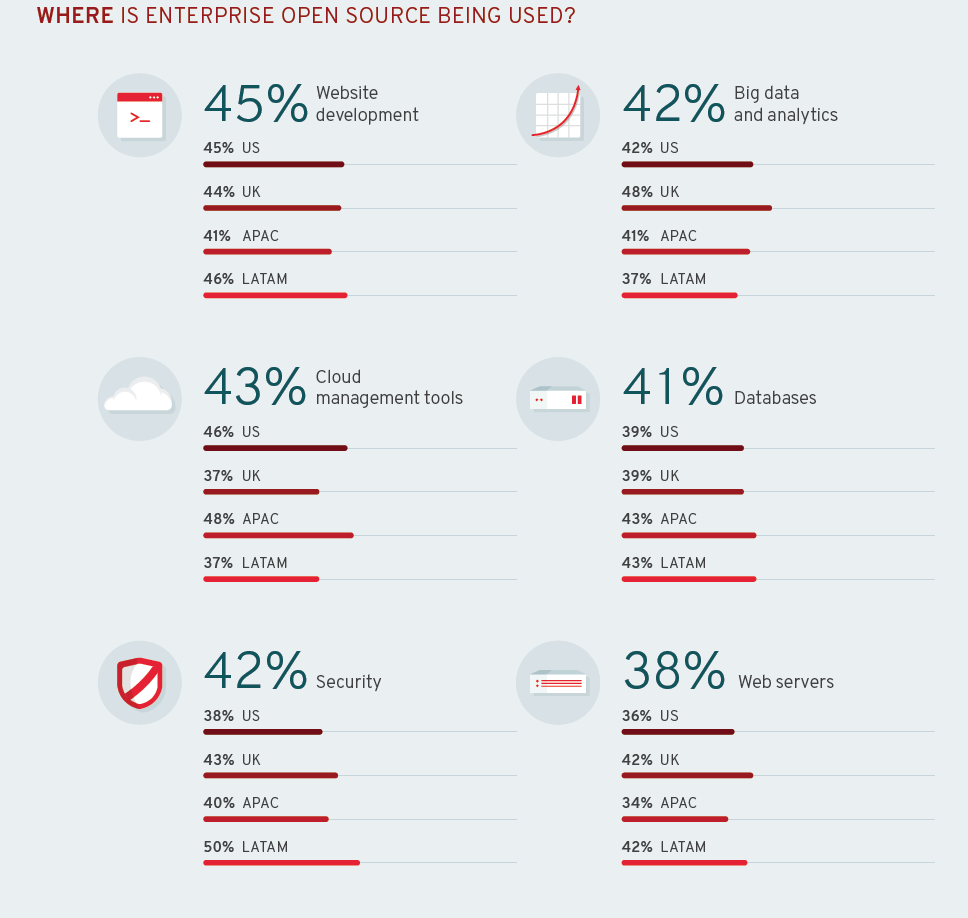 WHERE IS ENTERPRISE OPEN SOURCE BEING USED?
>_
45% Website
development
45% US
44% UK
41% APAC
46% LATAM
42% Big data
and analytics
42% US
48% UK
41% APAC
37% LATAM
43% Cloud
management tools
46% US
37% UK
48% APAC
37% LATAM
41% Databases
39% US
39% UK
43% APAC
43% LATAM
42% Security
38% US
43% UK
40% APAC
50% LATAM
38% Web servers
36% US
42% UK
34% APAC
42% LATAM